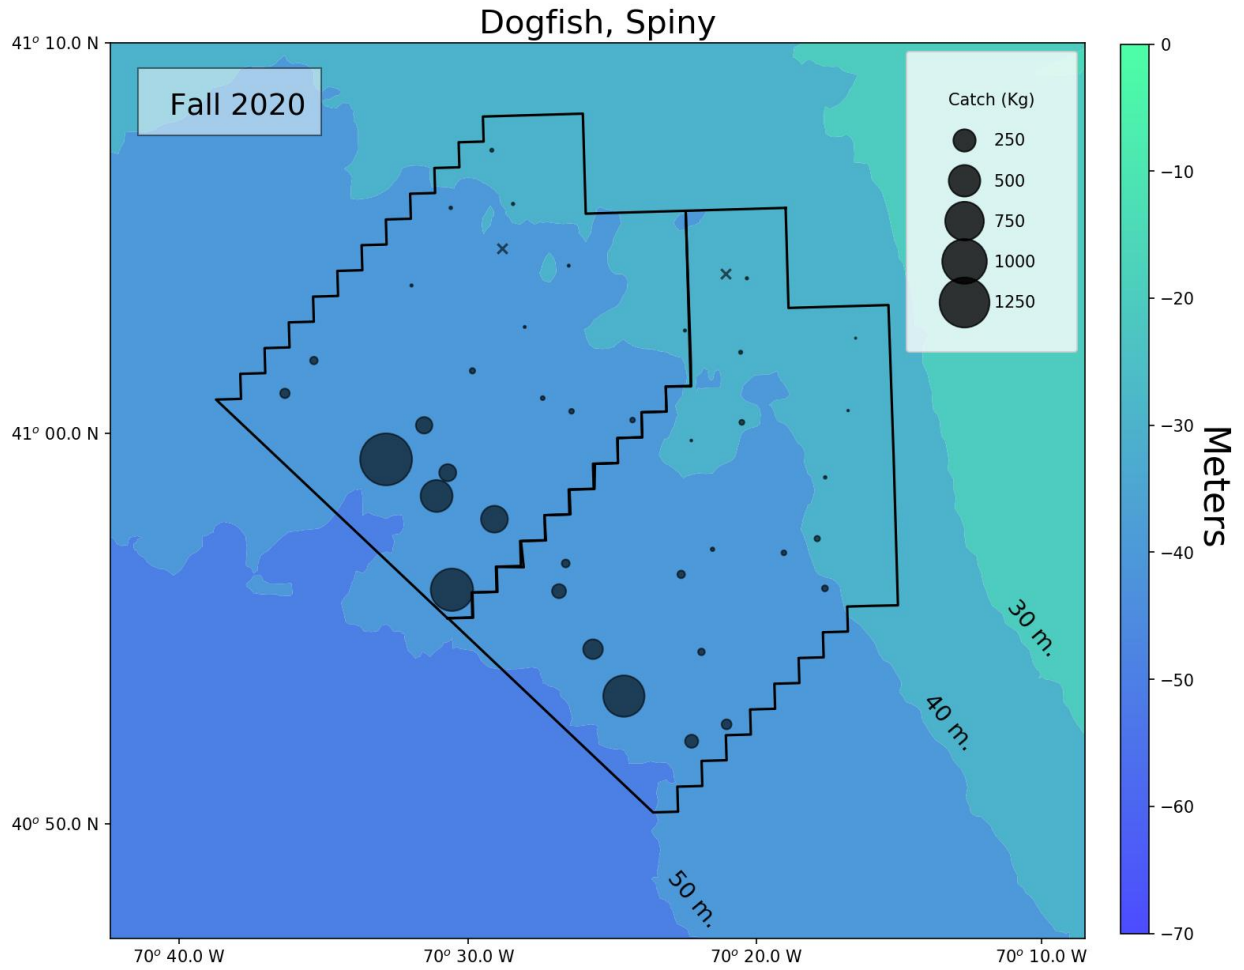 Dogfish, Spiny
41° 10.0 N
Fall 2020
Catch (Kg)
250
500
750
1000
1250
41° 00.0 N
40° 50.0 N
30 m.
40 m.
50 m.
70° 40.0 W
70° 30.0 W
70° 20.0 W
70° 10.0 W
0
−10
−20
−30
−40
−50
−60
−70
Meters